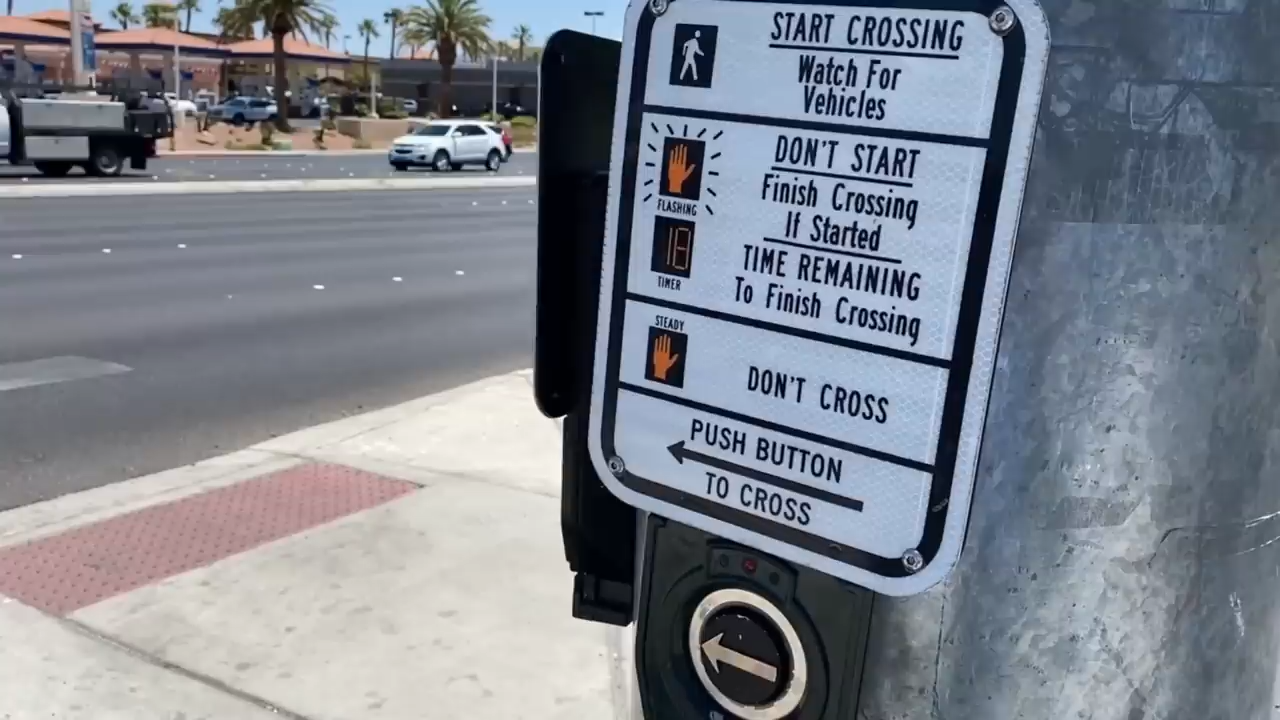 START CROSSING
Watch For
Vehicles
DON'T START
Finish Crossing
If Started
FLASHING
18
TIMER
TIME REMAINING
To Finish Crossing
STEADY
DON'T CROSS
PUSH BUTTON
TO CROSS